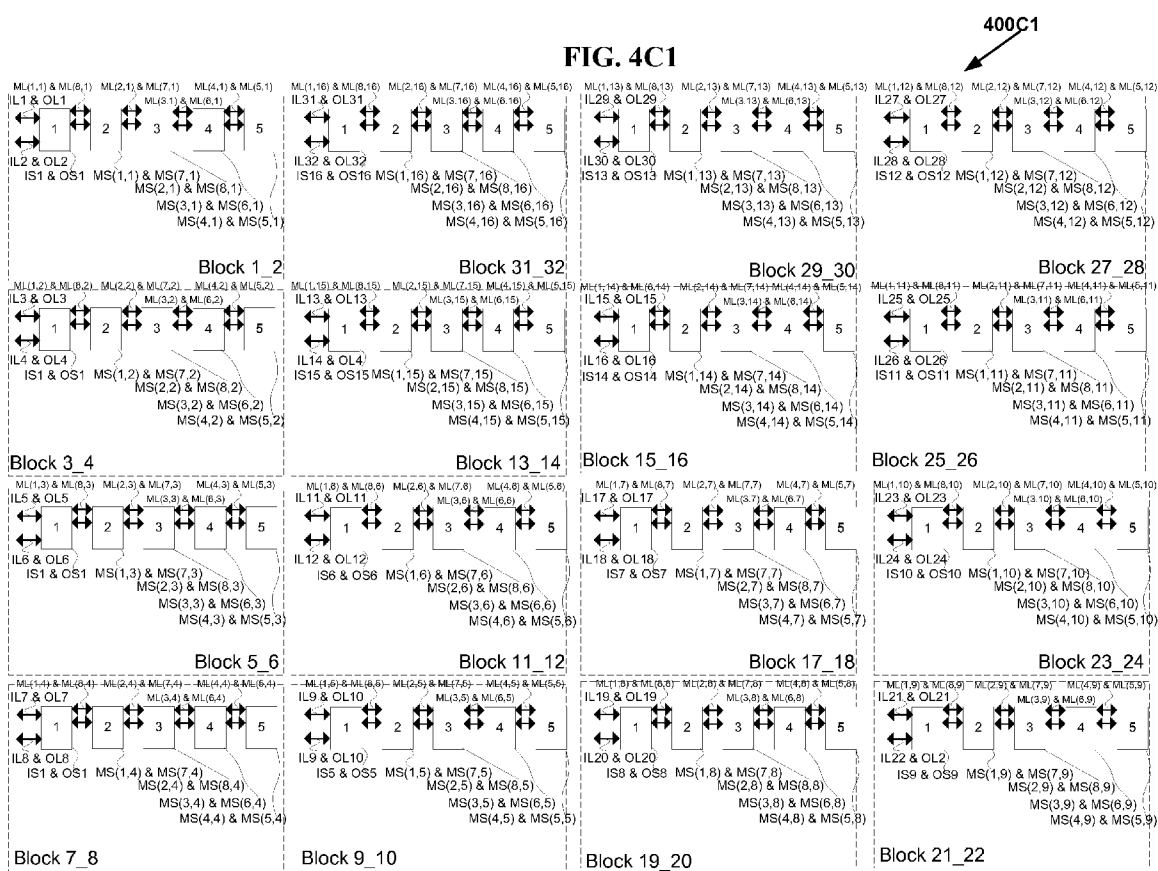 400C1
FIG. 4C1
ML(1,1) & ML(8,1) ML(2,1) & ML(7,1) ML(4,1) & ML(5,1)
IL1 & OL1 ML(3,1) & ML(6,1)
1 2 3 4 5
IL2 & OL2
IS1 & OS1 MS(1,1) & MS(7,1)
MS(2,1) & MS(8,1)
MS(3,1) & MS(6,1)
MS(4,1) & MS(5,1)
Block 1_2
ML(1,16) & ML(8,16) ML(2,16) & ML(7,16) ML(4,16) & ML(5,16)
IL31 & OL31 ML(3,16) & ML(6,16)
1 2 3 4 5
IL32 & OL32
IS16 & OS16 MS(1,16) & MS(7,16)
MS(2,16) & MS(8,16)
MS(3,16) & MS(6,16)
MS(4,16) & MS(5,16)
Block 31_32
ML(1,13) & ML(8,13) ML(2,13) & ML(7,13) ML(4,13) & ML(5,13)
IL29 & OL29 ML(3,13) & ML(6,13)
1 2 3 4 5
IL30 & OL30
IS13 & OS13 MS(1,13) & MS(7,13)
MS(2,13) & MS(8,13)
MS(3,13) & MS(6,13)
MS(4,13) & MS(5,13)
Block 29_30
ML(1,12) & ML(8,12) ML(2,12) & ML(7,12) ML(4,12) & ML(5,12)
IL27 & OL27 ML(3,12) & ML(6,12)
1 2 3 4 5
IL28 & OL28
IS12 & OS12 MS(1,12) & MS(7,12)
MS(2,12) & MS(8,12)
MS(3,12) & MS(6,12)
MS(4,12) & MS(5,12)
Block 27_28
ML(1,2) & ML(8,2) ML(2,2) & ML(7,2) ML(4,2) & ML(5,2)
IL3 & OL3 ML(3,2) & ML(6,2)
1 2 3 4 5
IL4 & OL4
IS1 & OS1 MS(1,2) & MS(7,2)
MS(2,2) & MS(8,2)
MS(3,2) & MS(6,2)
MS(4,2) & MS(5,2)
Block 3_4
ML(1,15) & ML(8,15) ML(2,15) & ML(7,15) ML(4,15) & ML(5,15)
IL13 & OL13 ML(3,15) & ML(6,15)
1 2 3 4 5
IL14 & OL4
IS15 & OS15 MS(1,15) & MS(7,15)
MS(2,15) & MS(8,15)
MS(3,15) & MS(6,15)
MS(4,15) & MS(5,15)
Block 13_14
ML(1,14) & ML(6,14) ML(2,14) & ML(7,14) ML(4,14) & ML(5,14)
IL15 & OL15 ML(3,14) & ML(6,14)
1 2 3 4 5
IL16 & OL16
IS14 & OS14 MS(1,14) & MS(7,14)
MS(2,14) & MS(8,14)
MS(3,14) & MS(6,14)
MS(4,14) & MS(5,14)
Block 15_16
ML(1,11) & ML(8,11) ML(2,11) & ML(7,11) ML(4,11) & ML(5,11)
IL25 & OL25 ML(3,11) & ML(6,11)
1 2 3 4 5
IL26 & OL26
IS11 & OS11 MS(1,11) & MS(7,11)
MS(2,11) & MS(8,11)
MS(3,11) & MS(6,11)
MS(4,11) & MS(5,11)
Block 25_26
ML(1,3) & ML(8,3) ML(2,3) & ML(7,3) ML(4,3) & ML(5,3)
IL5 & OL5 ML(3,3) & ML(6,3)
1 2 3 4 5
IL6 & OL6
IS1 & OS1 MS(1,3) & MS(7,3)
MS(2,3) & MS(8,3)
MS(3,3) & MS(6,3)
MS(4,3) & MS(5,3)
Block 5_6
ML(1,6) & ML(8,6) ML(2,6) & ML(7,6) ML(4,6) & ML(5,6)
IL11 & OL11 ML(3,6) & ML(6,6)
1 2 3 4 5
IL12 & OL12
IS6 & OS6 MS(1,6) & MS(7,6)
MS(2,6) & MS(8,6)
MS(3,6) & MS(6,6)
MS(4,6) & MS(5,6)
Block 11_12
ML(1,7) & ML(8,7) ML(2,7) & ML(7,7) ML(4,7) & ML(5,7)
IL17 & OL17 ML(3,7) & ML(6,7)
1 2 3 4 5
IL18 & OL18
IS7 & OS7 MS(1,7) & MS(7,7)
MS(2,7) & MS(8,7)
MS(3,7) & MS(6,7)
MS(4,7) & MS(5,7)
Block 17_18
ML(1,10) & ML(8,10) ML(2,10) & ML(7,10) ML(4,10) & ML(5,10)
IL23 & OL23 ML(3,10) & ML(6,10)
1 2 3 4 5
IL24 & OL24
IS10 & OS10 MS(1,10) & MS(7,10)
MS(2,10) & MS(8,10)
MS(3,10) & MS(6,10)
MS(4,10) & MS(5,10)
Block 23_24
ML(1,4) & ML(8,4) ML(2,4) & ML(7,4) ML(4,4) & ML(5,4)
IL7 & OL7 ML(3,4) & ML(6,4)
1 2 3 4 5
IL8 & OL8
IS1 & OS1 MS(1,4) & MS(7,4)
MS(2,4) & MS(8,4)
MS(3,4) & MS(6,4)
MS(4,4) & MS(5,4)
Block 7_8
ML(1,5) & ML(8,5) ML(2,5) & ML(7,5) ML(4,5) & ML(5,5)
IL9 & OL10 ML(3,5) & ML(6,5)
1 2 3 4 5
IL9 & OL10
IS5 & OS5 MS(1,5) & MS(7,5)
MS(2,5) & MS(8,5)
MS(3,5) & MS(6,5)
MS(4,5) & MS(5,5)
Block 9_10
ML(1,8) & ML(8,8) ML(2,8) & ML(7,8) ML(4,8) & ML(5,8)
IL19 & OL19 ML(3,8) & ML(6,8)
1 2 3 4 5
IL20 & OL20
IS8 & OS8 MS(1,8) & MS(7,8)
MS(2,8) & MS(8,8)
MS(3,8) & MS(6,8)
MS(4,8) & MS(5,8)
Block 19_20
ML(1,9) & ML(8,9) ML(2,9) & ML(7,9) ML(4,9) & ML(5,9)
IL21 & OL21 ML(3,9) & ML(6,9)
1 2 3 4 5
IL22 & OL2
IS9 & OS9 MS(1,9) & MS(7,9)
MS(2,9) & MS(8,9)
MS(3,9) & MS(6,9)
MS(4,9) & MS(5,9)
Block 21_22